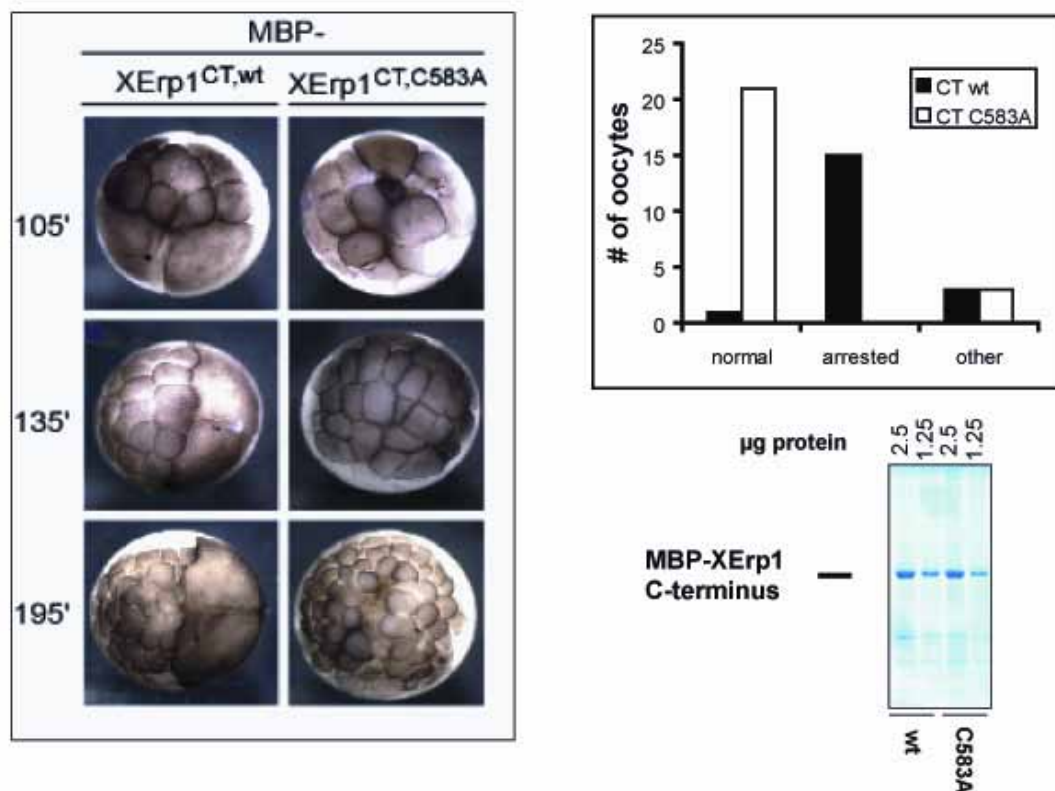 MBP-
XErp1CT,wt XErp1CT,C583A
105'
135'
195'
25
20
15
10
5
0
# of oocytes
CT wt
CT C583A
normal arrested other
µg protein
2.5 1.25 2.5 1.25
MBP-XErp1
C-terminus
wt C583A